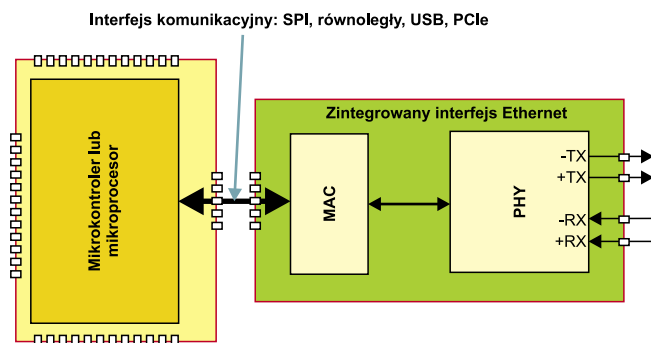 Interfejs komunikacyjny: SPI, równoległy, USB, PCIe
Zintegrowany interfejs Ethernet
Mikrokontroler lub
mikroprocesor
MAC
PHY
-TX
+TX
-RX
+RX